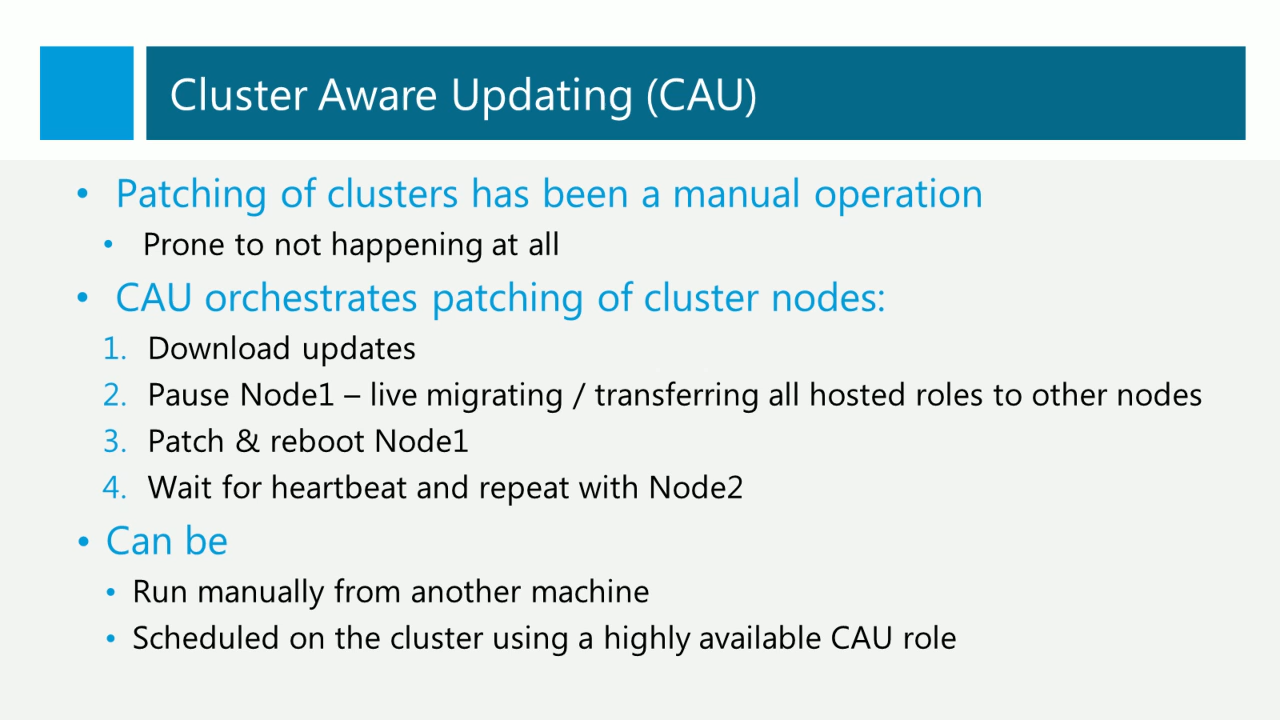 Cluster Aware Updating (CAU)
• Patching of clusters has been a manual operation
• Prone to not happening at all
• CAU orchestrates patching of cluster nodes:
1. Download updates
2. Pause Node1 – live migrating / transferring all hosted roles to other nodes
3. Patch & reboot Node1
4. Wait for heartbeat and repeat with Node2
• Can be
• Run manually from another machine
• Scheduled on the cluster using a highly available CAU role